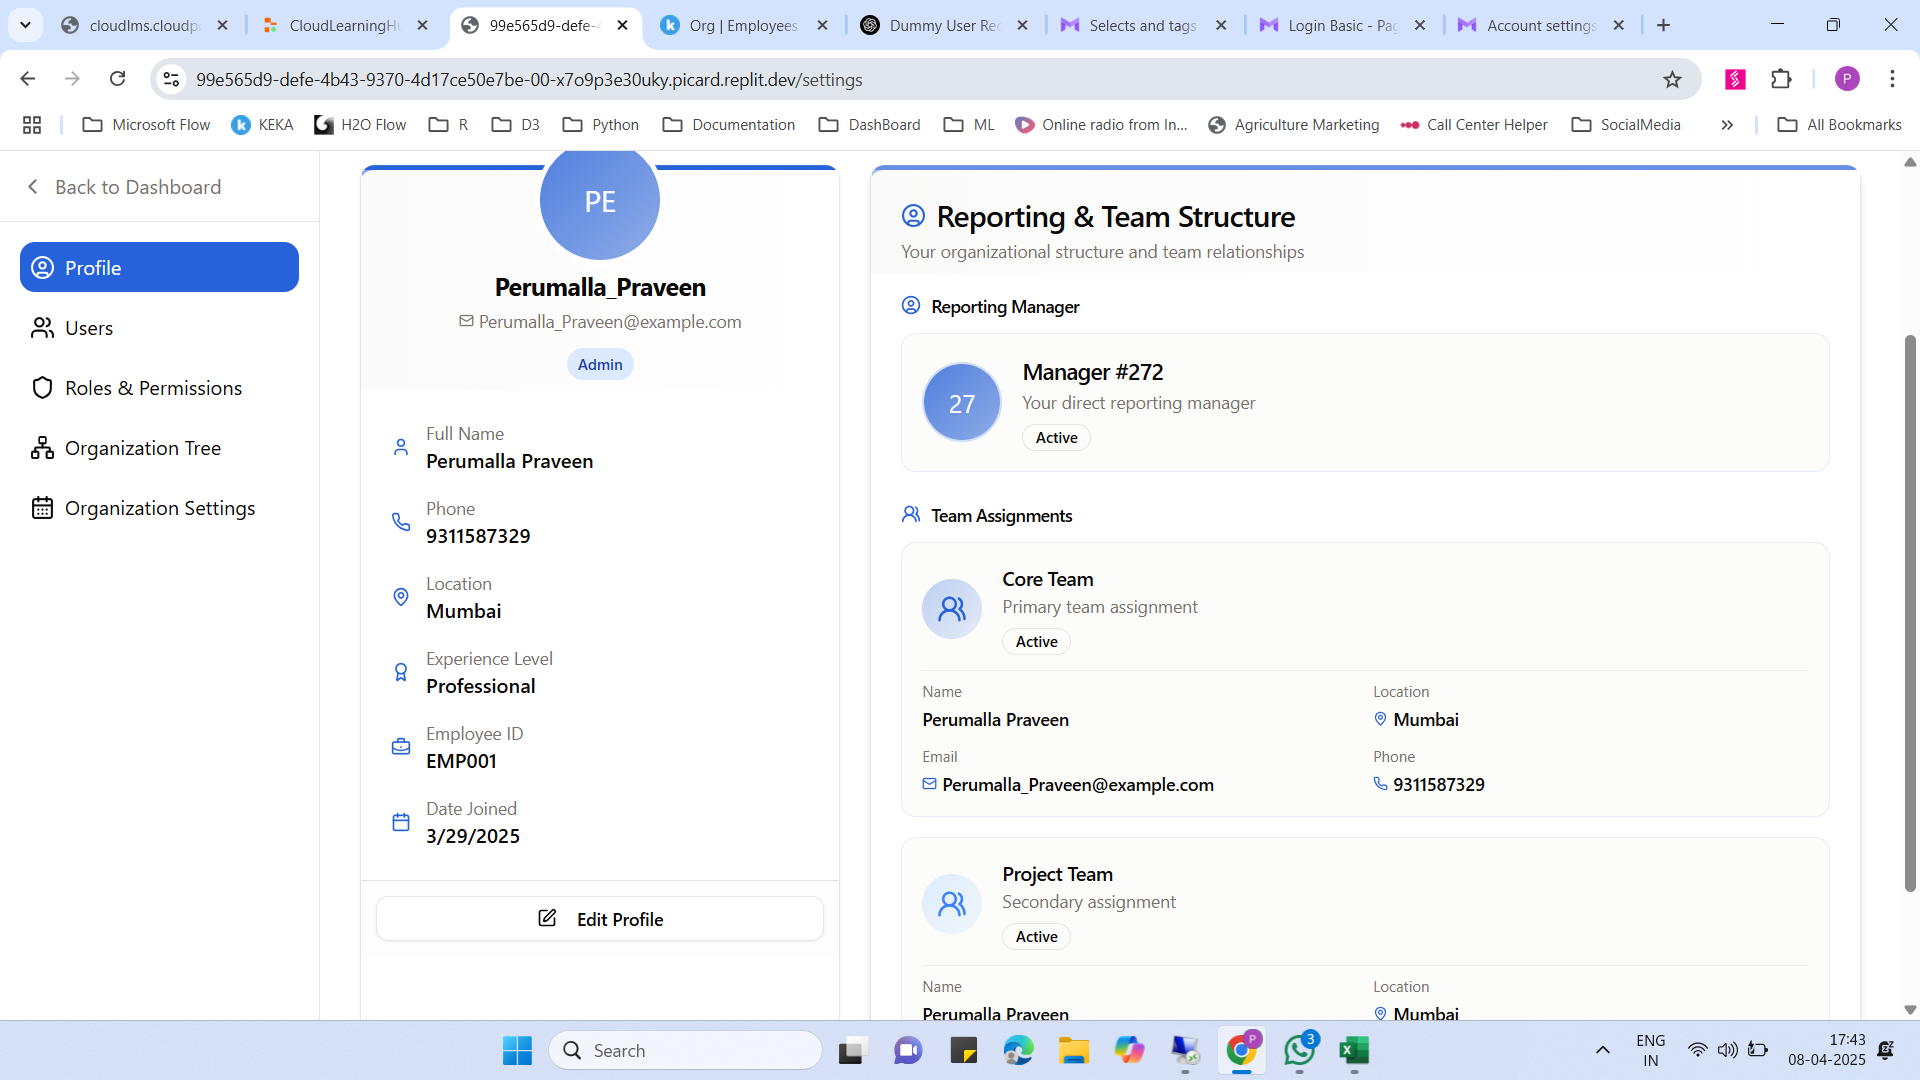 cloudlms.cloudp
CloudLearningH
99e565d9-defe-4
Org | Employees
Dummy User Rec
Selects and tags
Login Basic - Pag
Account settings
99e565d9-defe-4b43-9370-4d17ce50e7be-00-x7o9p3e30uky.picard.replit.dev/settings
P
Microsoft Flow
KEKA
H2O Flow
R
D3
Python
Documentation
DashBoard
ML
Online radio from In...
Agriculture Marketing
Call Center Helper
SocialMedia
All Bookmarks
Back to Dashboard
Profile
Users
Roles & Permissions
Organization Tree
Organization Settings
PE
Perumalla_Praveen
Perumalla_Praveen@example.com
Admin
Full Name
Perumalla Praveen
Phone
9311587329
Location
Mumbai
Experience Level
Professional
Employee ID
EMP001
Date Joined
3/29/2025
Edit Profile
Reporting & Team Structure
Your organizational structure and team relationships
Reporting Manager
27
Manager #272
Your direct reporting manager
Active
Team Assignments
Core Team
Primary team assignment
Active
Name
Perumalla Praveen
Location
Mumbai
Email
Perumalla_Praveen@example.com
Phone
9311587329
Project Team
Secondary assignment
Active
Name
Perumalla Praveen
Location
Mumbai
Search
P
3
ENG
IN
17:43
08-04-2025